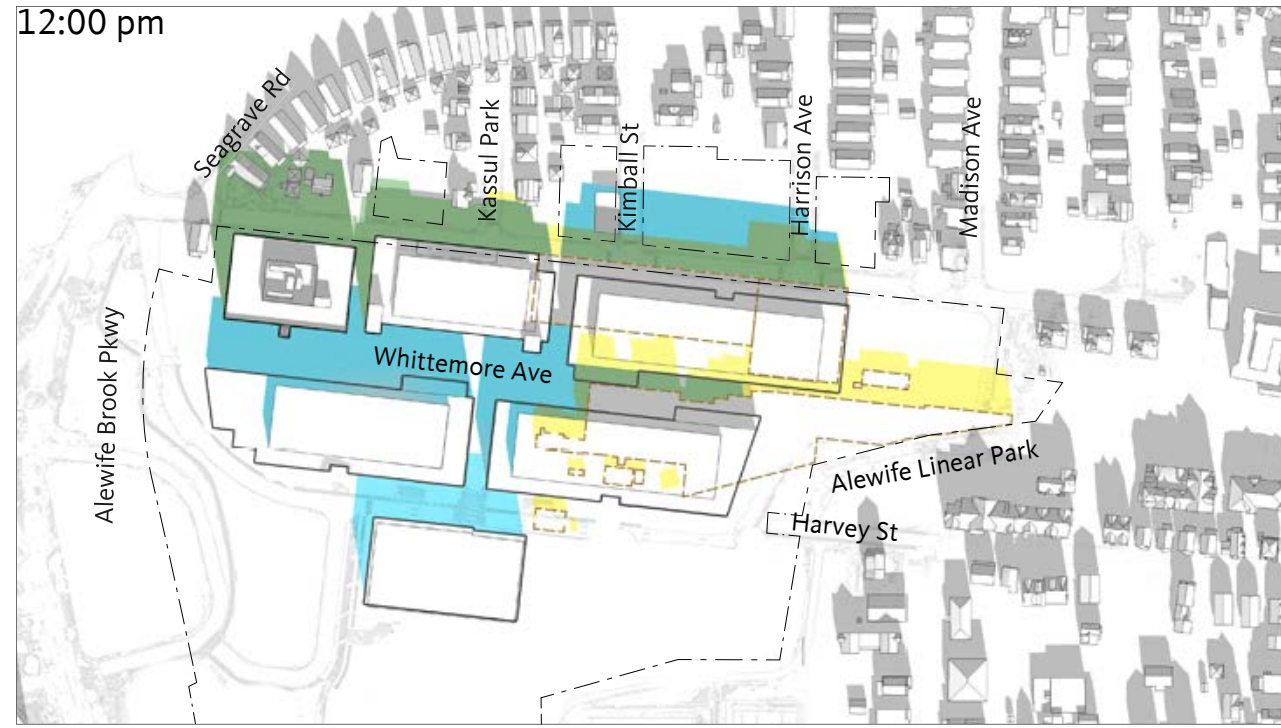 12:00 pm
Seagrave Rd
Kassul Park
Kimball St
Harrison Ave
Madison Ave
Alewife Brook Pkwy
Whittemore Ave
Alewife Linear Park
Harvey St